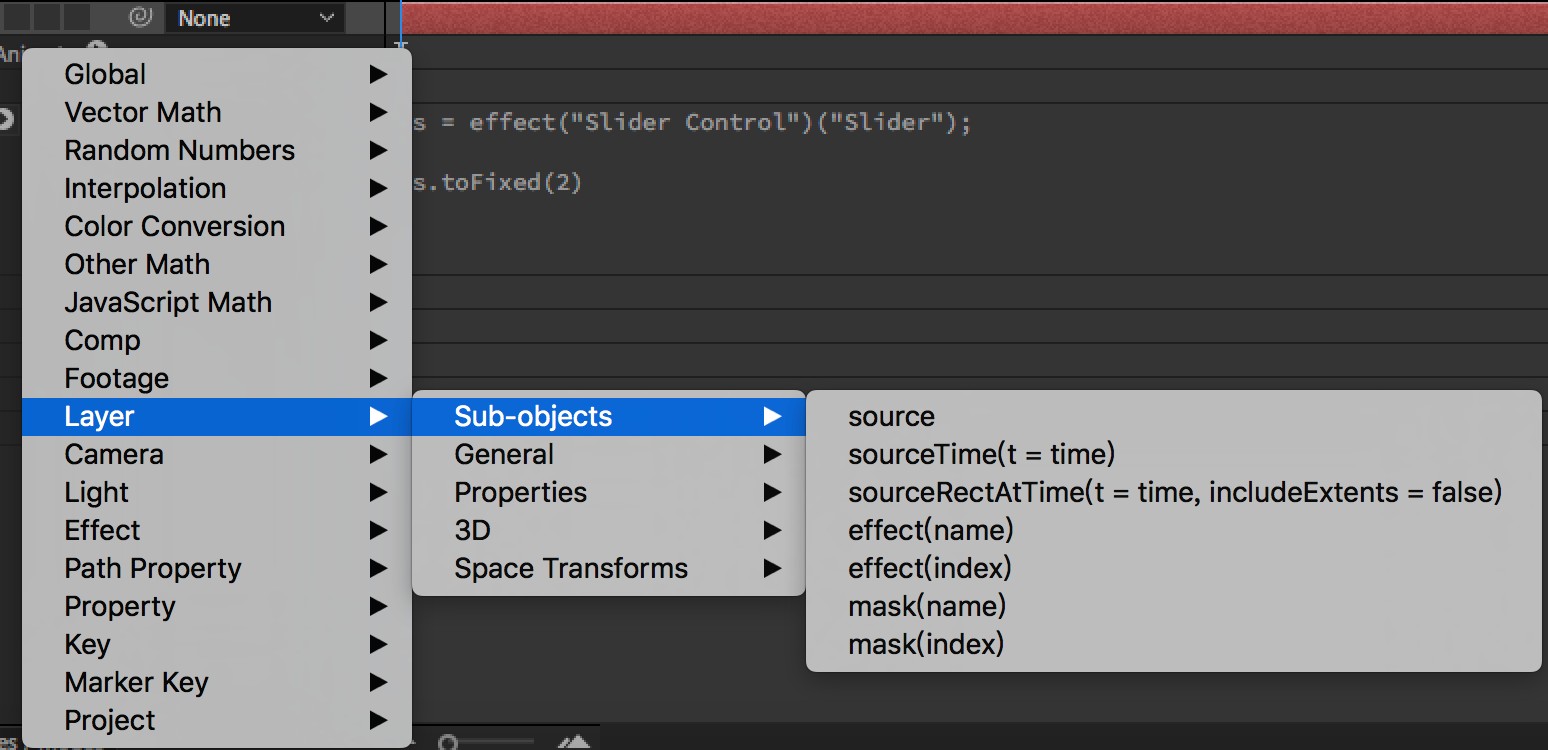 None
Global
Vector Math
s = effect("Slider Control")("Slider");
Random Numbers
Interpolation
s.toFixed(2)
Color Conversion
Other Math
JavaScript Math
Comp
Footage
Layer
Camera
Light
Effect
Path Property
Property
Key
Marker Key
Project
Sub-objects
General
Properties
3D
Space Transforms
source
sourceTime(t = time)
sourceRectAtTime(t = time, includeExtents = false)
effect(name)
effect(index)
mask(name)
mask(index)